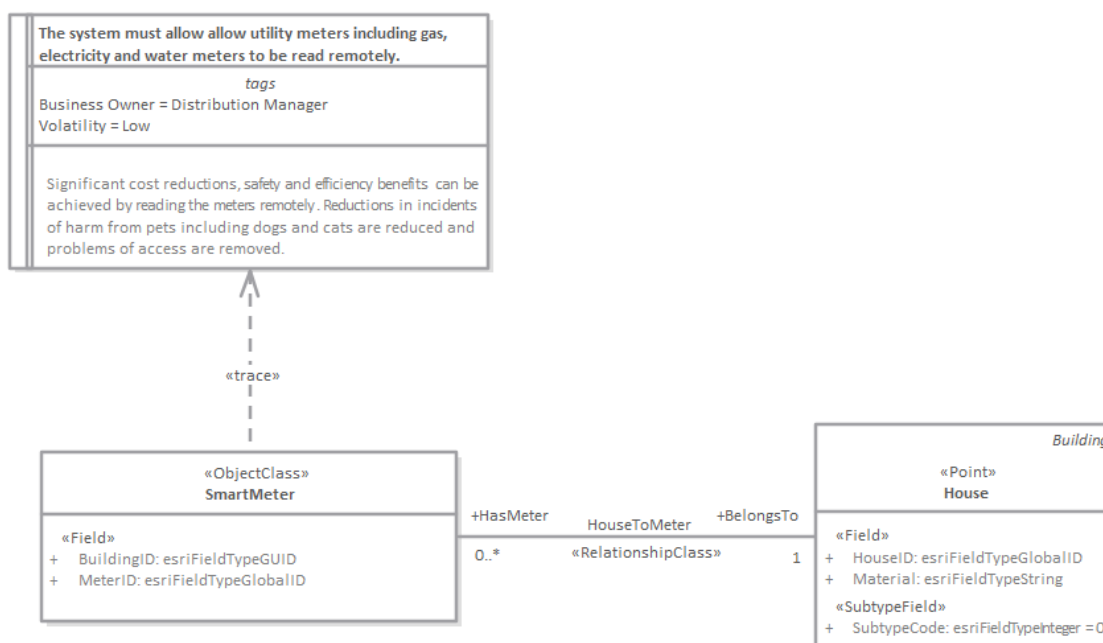 The system must allow allow utility meters including gas,
electricity and water meters to be read remotely.
tags
Business Owner = Distribution Manager
Volatility = Low
Significant cost reductions, safety and efficiency benefits can be
achieved by reading the meters remotely. Reductions in incidents
of harm from pets including dogs and cats are reduced and
problems of access are removed.
«trace»
«ObjectClass»
SmartMeter
«Field»
+ BuildingID: esriFieldTypeGUID
+ MeterID: esriFieldTypeGlobalID
+HasMeter
HouseToMeter
+BelongsTo
0..*
«RelationshipClass»
1
Building
«Point»
House
«Field»
+ HouseID: esriFieldTypeGlobalID
+ Material: esriFieldTypeString
«SubtypeField»
+ SubtypeCode: esriFieldTypeInteger = 0